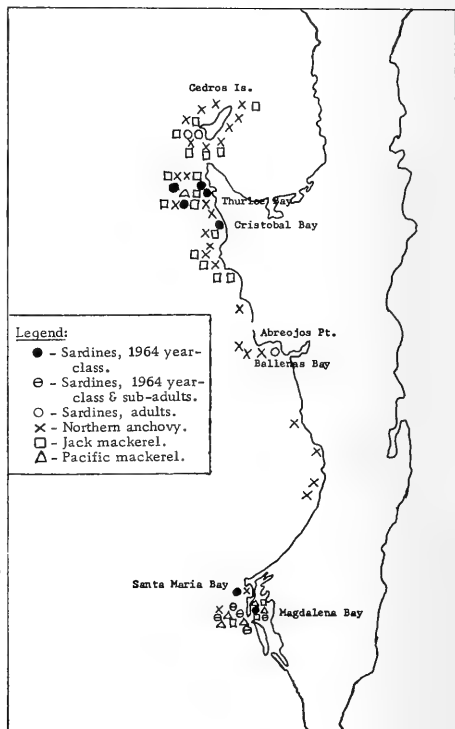 Cedros Is.
Thurloe Bay
Cristobal Bay
Abreojos Pt.
Ballenas Bay
Legend:
- Sardines, 1964 year-
class.
- Sardines, 1964 year-
class & sub-adults.
- Sardines, adults.
- Northern anchovy.
- Jack mackerel.
- Pacific mackerel.
Santa Maria Bay
Magdalena Bay